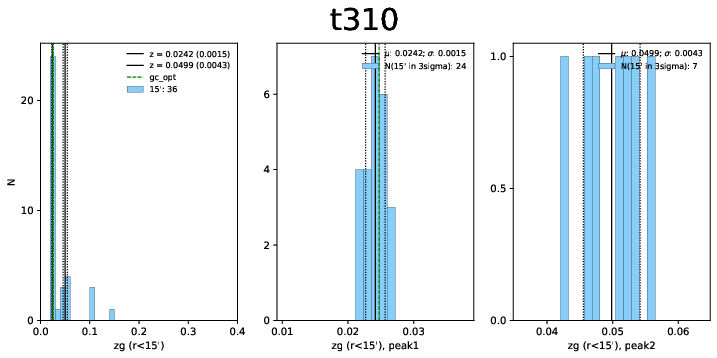 t310
z = 0.0242 (0.0015)
z = 0.0499 (0.0043)
gc_opt
15': 36
N
20
10
0
0.0 0.1 0.2 0.3 0.4
zg (r<15')
μ: 0.0242; σ: 0.0015
N(15' in 3sigma): 24
6
4
2
0
0.01 0.02 0.03
zg (r<15'), peak1
μ: 0.0499; σ: 0.0043
N(15' in 3sigma): 7
1.0
0.5
0.0
0.04 0.05 0.06
zg (r<15'), peak2